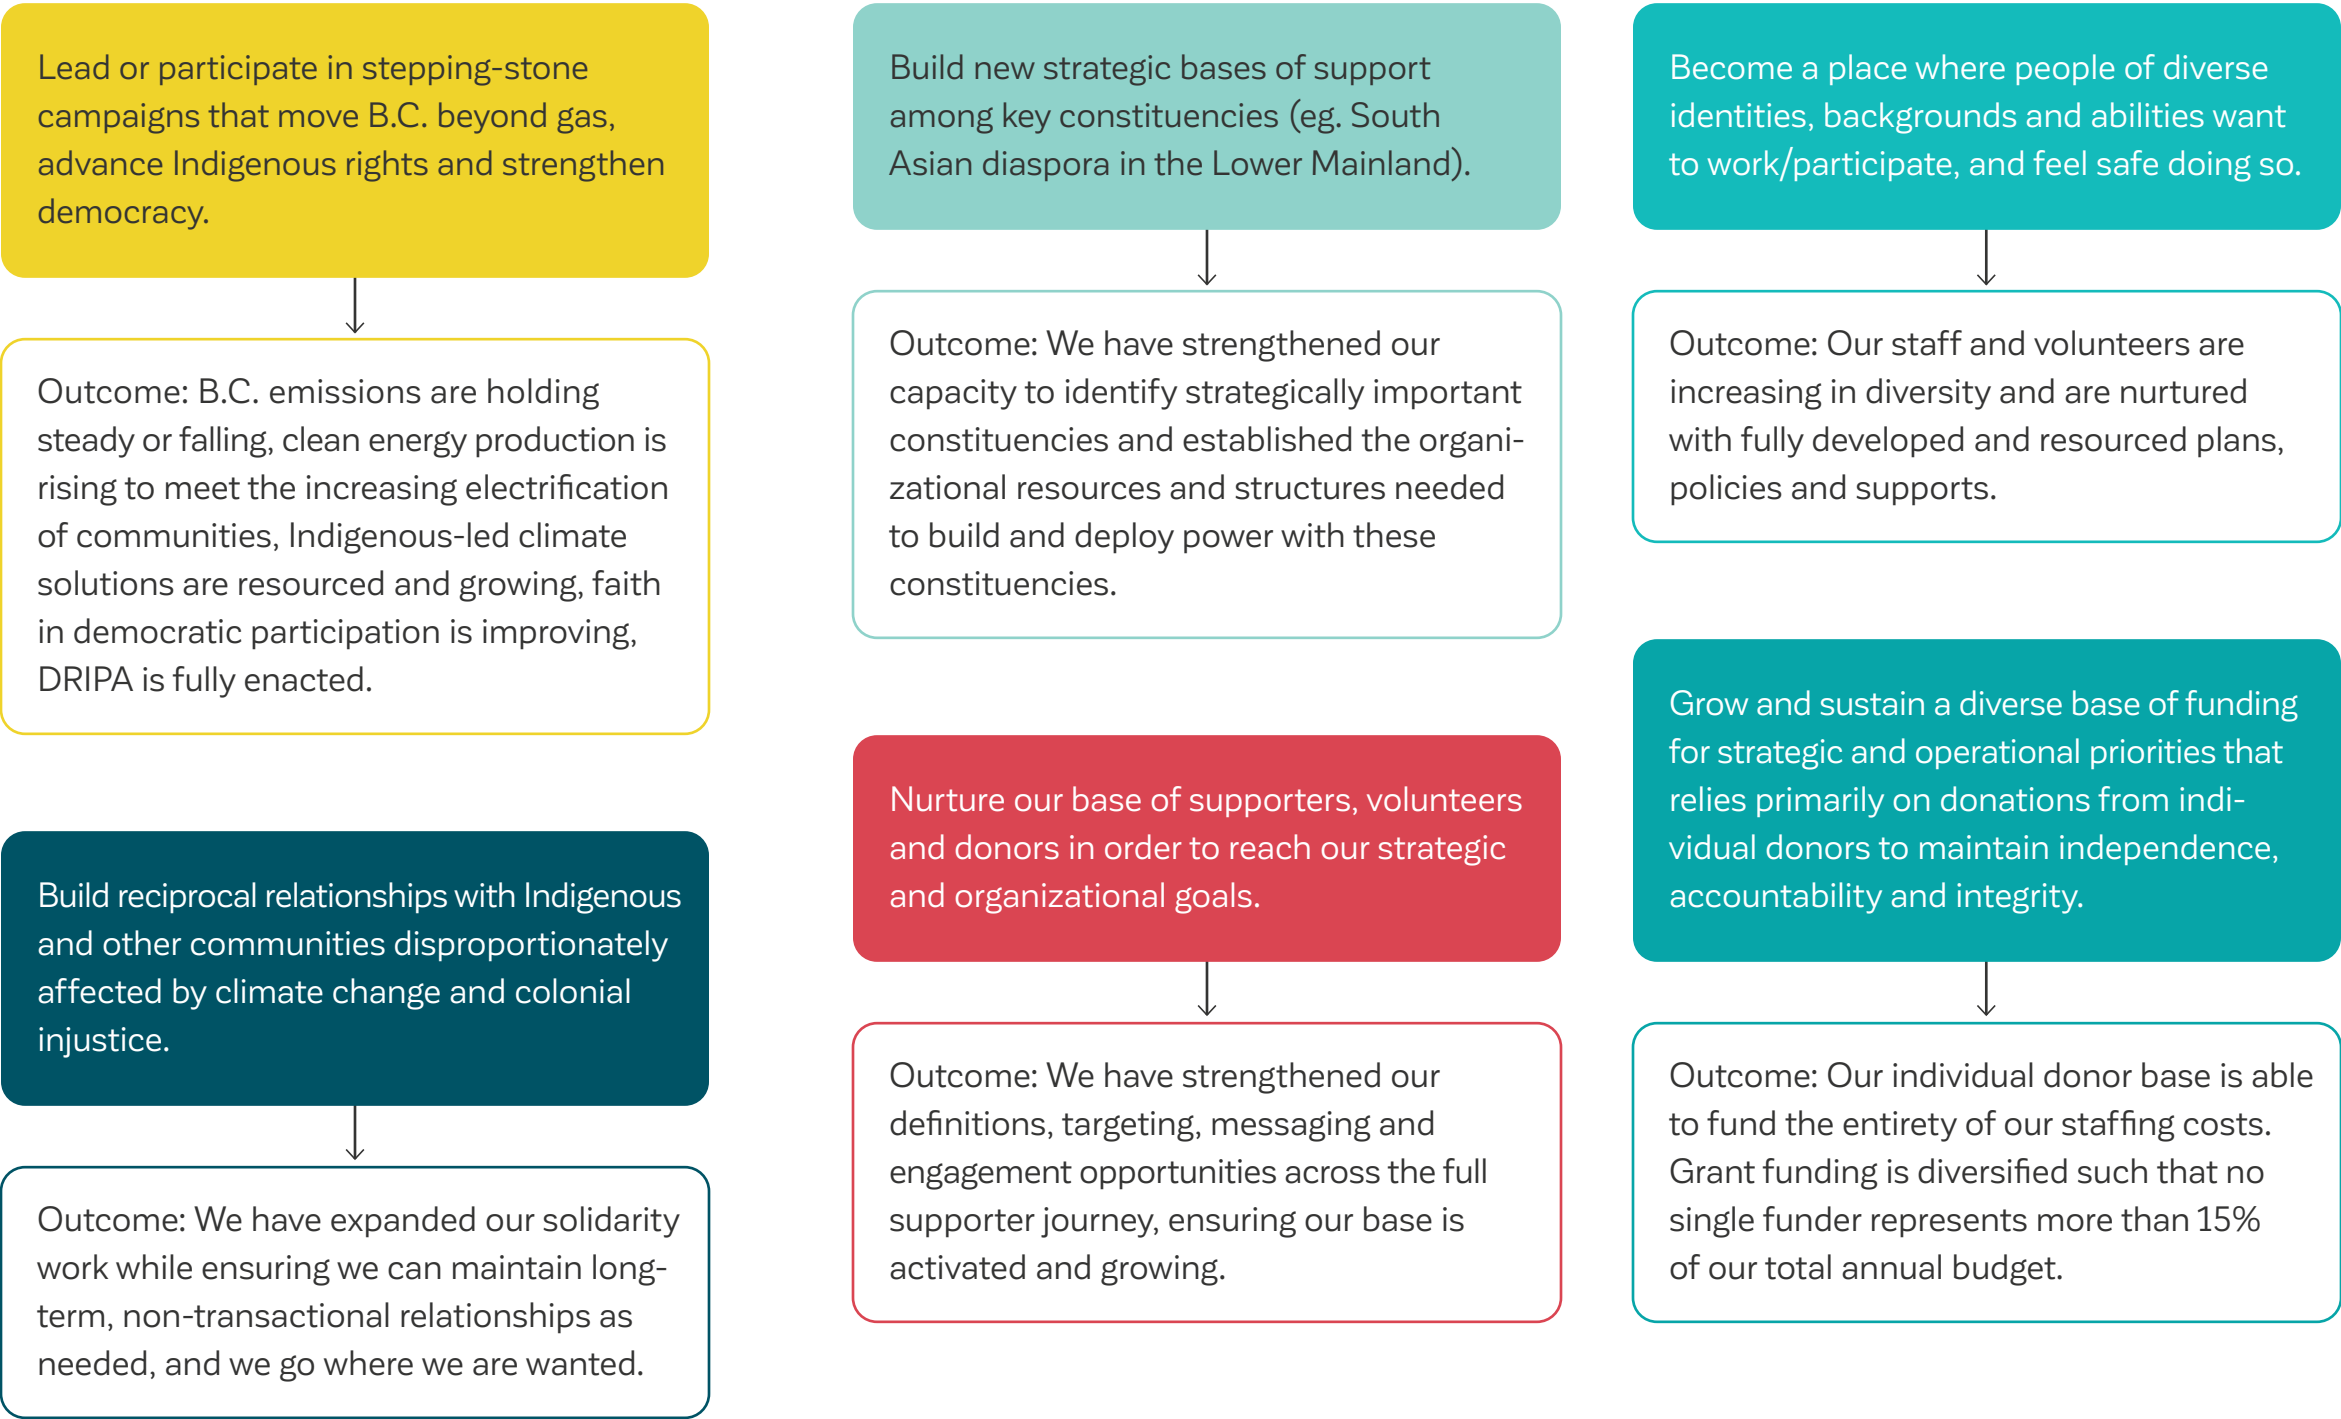 Lead or participate in stepping-stone
campaigns that move B.C. beyond gas,
advance Indigenous rights and strengthen
democracy.
Outcome: B.C. emissions are holding
steady or falling, clean energy production is
rising to meet the increasing electrification
of communities, Indigenous-led climate
solutions are resourced and growing, faith
in democratic participation is improving,
DRIPA is fully enacted.
Build reciprocal relationships with Indigenous
and other communities disproportionately
affected by climate change and colonial
injustice.
Outcome: We have expanded our solidarity
work while ensuring we can maintain long-
term, non-transactional relationships as
needed, and we go where we are wanted.
Build new strategic bases of support
among key constituencies (eg. South
Asian diaspora in the Lower Mainland).
Outcome: We have strengthened our
capacity to identify strategically important
constituencies and established the organi-
zational resources and structures needed
to build and deploy power with these
constituencies.
Nurture our base of supporters, volunteers
and donors in order to reach our strategic
and organizational goals.
Outcome: We have strengthened our
definitions, targeting, messaging and
engagement opportunities across the full
supporter journey, ensuring our base is
activated and growing.
Become a place where people of diverse
identities, backgrounds and abilities want
to work/participate, and feel safe doing so.
Outcome: Our staff and volunteers are
increasing in diversity and are nurtured
with fully developed and resourced plans,
policies and supports.
Grow and sustain a diverse base of funding
for strategic and operational priorities that
relies primarily on donations from indi-
vidual donors to maintain independence,
accountability and integrity.
Outcome: Our individual donor base is able
to fund the entirety of our staffing costs.
Grant funding is diversified such that no
single funder represents more than 15%
of our total annual budget.